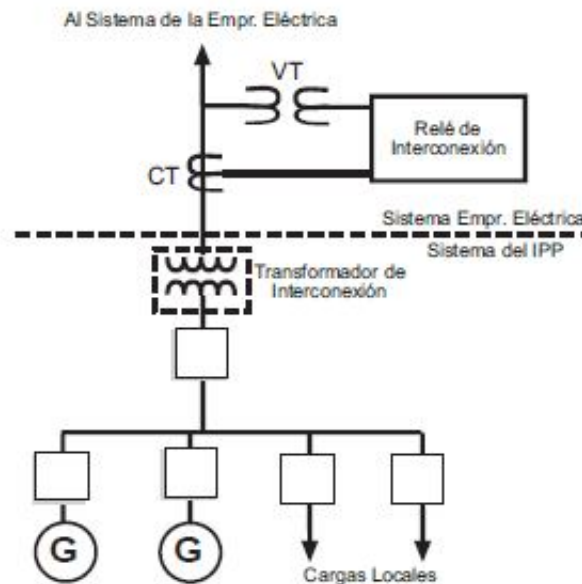 Al Sistema de la Empr. Eléctrica
VT
Relé de
Interconexión
CT
Sistema Empr. Eléctrica
Sistema del IPP
Transformador de
Interconexión
G
G
Cargas Locales